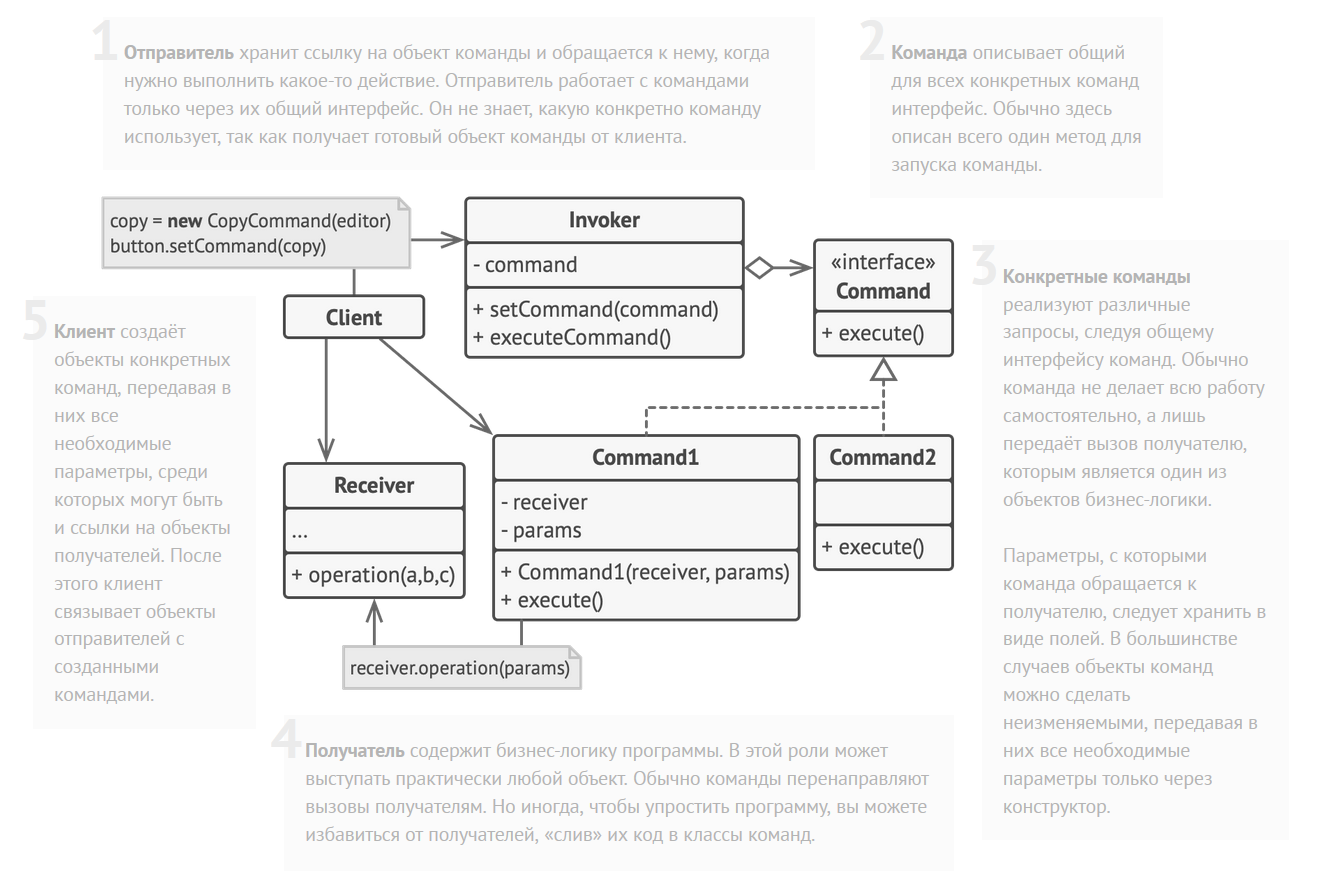 1
Отправитель хранит ссылку на объект команды и обращается к нему, когда
нужно выполнить какое-то действие. Отправитель работает с командами
только через их общий интерфейс. Он не знает, какую конкретно команду
использует, так как получает готовый объект команды от клиента.
2
Команда описывает общий
для всех конкретных команд
интерфейс. Обычно здесь
описан всего один метод для
запуска команды.
copy = new CopyCommand(editor)
button.setCommand(copy)
Invoker
- command
+ setCommand(command)
+ executeCommand()
«interface»
Command
+ execute()
3
Конкретные команды
реализуют различные
запросы, следуя общему
интерфейсу команд. Обычно
команда не делает всю работу
самостоятельно, а лишь
передаёт вызов получателю,
которым является один из
объектов бизнес-логики.
Параметры, с которыми
команда обращается к
получателю, следует хранить в
виде полей. В большинстве
случаев объекты команд
можно сделать
неизменяемыми, передавая в
них все необходимые
параметры только через
конструктор.
5
Клиент создаёт
объекты конкретных
команд, передавая в
них все
необходимые
параметры, среди
которых могут быть
и ссылки на объекты
получателей. После
этого клиент
связывает объекты
отправителей с
созданными
командами.
Client
Receiver
...
+ operation(a,b,c)
Command1
- receiver
- params
+ Command1(receiver, params)
+ execute()
Command2
+ execute()
receiver.operation(params)
4
Получатель содержит бизнес-логику программы. В этой роли может
выступать практически любой объект. Обычно команды перенаправляют
вызовы получателям. Но иногда, чтобы упростить программу, вы можете
избавиться от получателей, «слив» их код в классы команд.